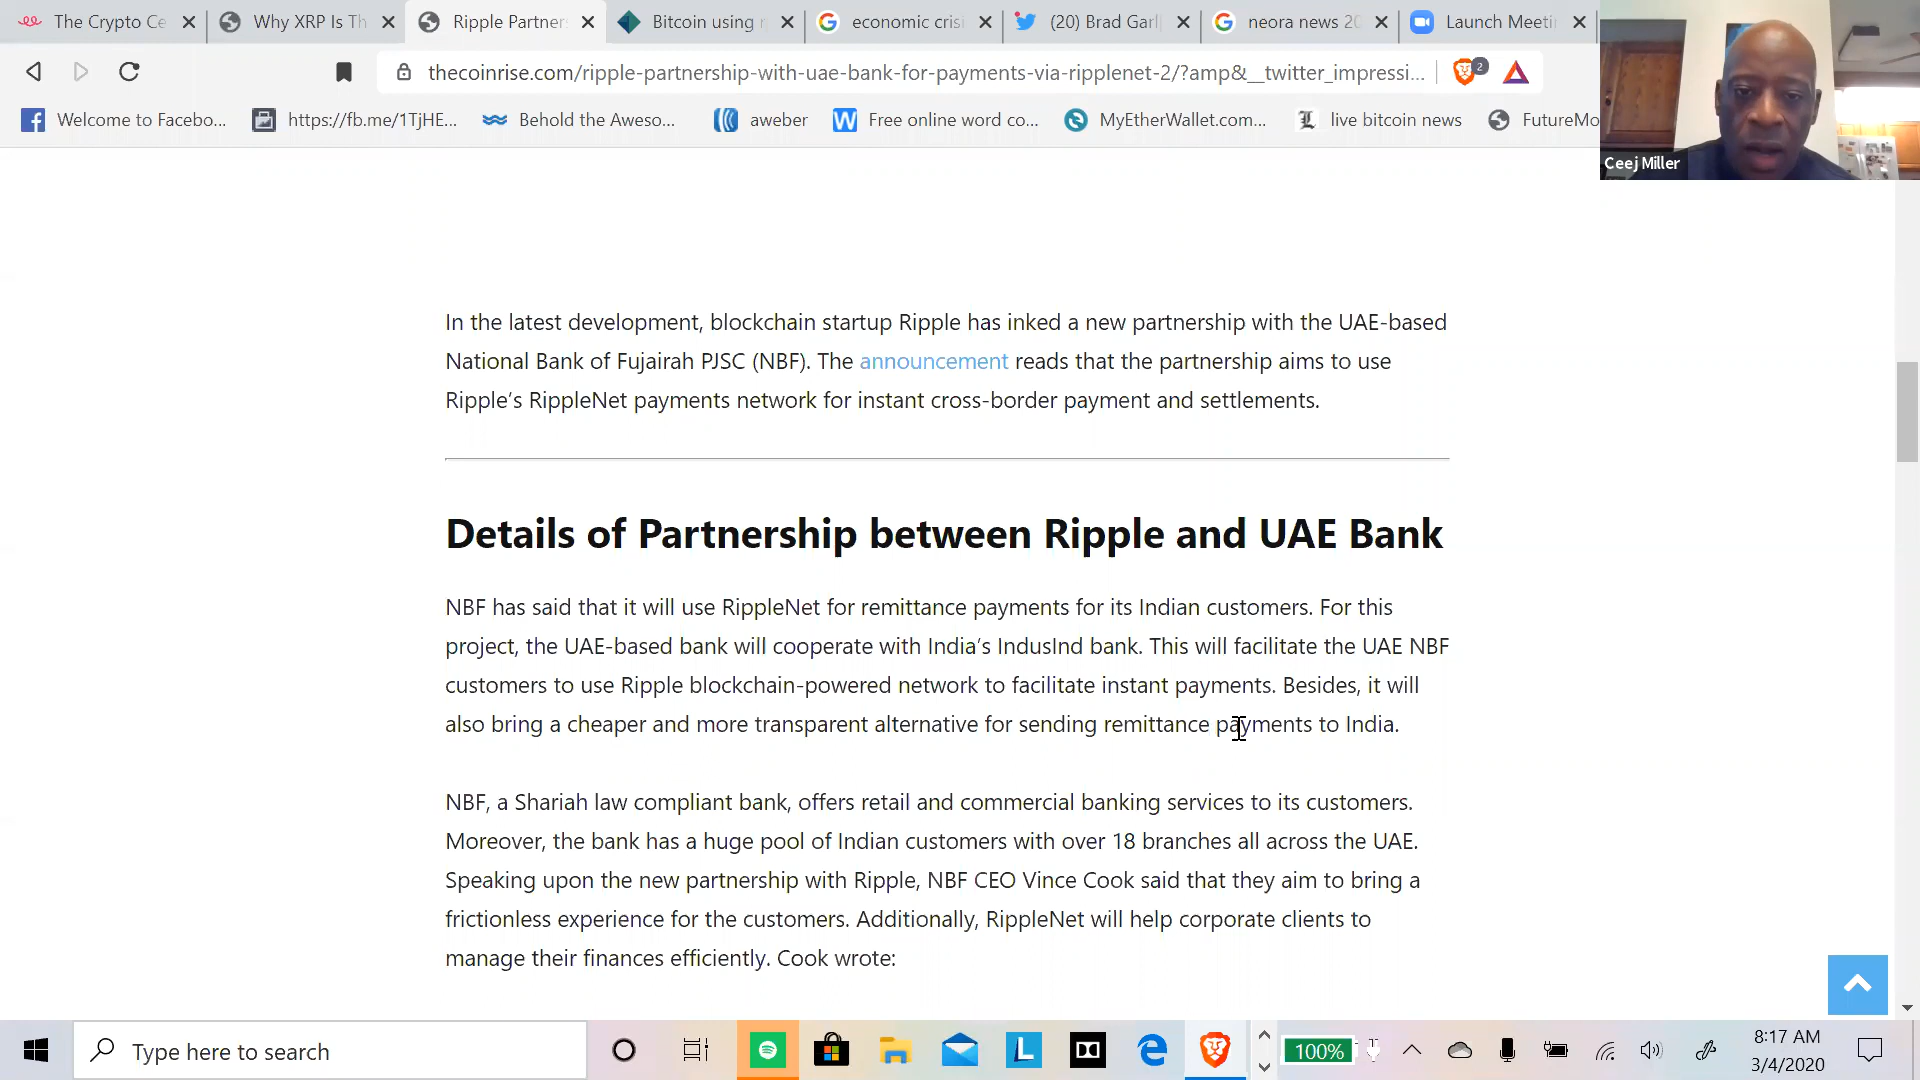 The Crypto Ce
Why XRP Is Th
Ripple Partner
Bitcoin using r
economic crisi
(20) Brad Garl
neora news 20
Launch Meeti
thecoinrise.com/ripple-partnership-with-uae-bank-for-payments-via-ripplenet-2/?amp&__twitter_impressi...
2
Welcome to Facebo...
https://fb.me/1TjHE...
Behold the Aweso...
aweber
W
Free online word co...
MyEtherWallet.com...
L
live bitcoin news
FutureMo
Ceej Miller
In the latest development, blockchain startup Ripple has inked a new partnership with the UAE-based
National Bank of Fujairah PJSC (NBF). The announcement reads that the partnership aims to use
Ripple’s RippleNet payments network for instant cross-border payment and settlements.
Details of Partnership between Ripple and UAE Bank
NBF has said that it will use RippleNet for remittance payments for its Indian customers. For this
project, the UAE-based bank will cooperate with India’s IndusInd bank. This will facilitate the UAE NBF
customers to use Ripple blockchain-powered network to facilitate instant payments. Besides, it will
also bring a cheaper and more transparent alternative for sending remittance payments to India.
NBF, a Shariah law compliant bank, offers retail and commercial banking services to its customers.
Moreover, the bank has a huge pool of Indian customers with over 18 branches all across the UAE.
Speaking upon the new partnership with Ripple, NBF CEO Vince Cook said that they aim to bring a
frictionless experience for the customers. Additionally, RippleNet will help corporate clients to
manage their finances efficiently. Cook wrote:
Type here to search
L
100%
8:17 AM
3/4/2020